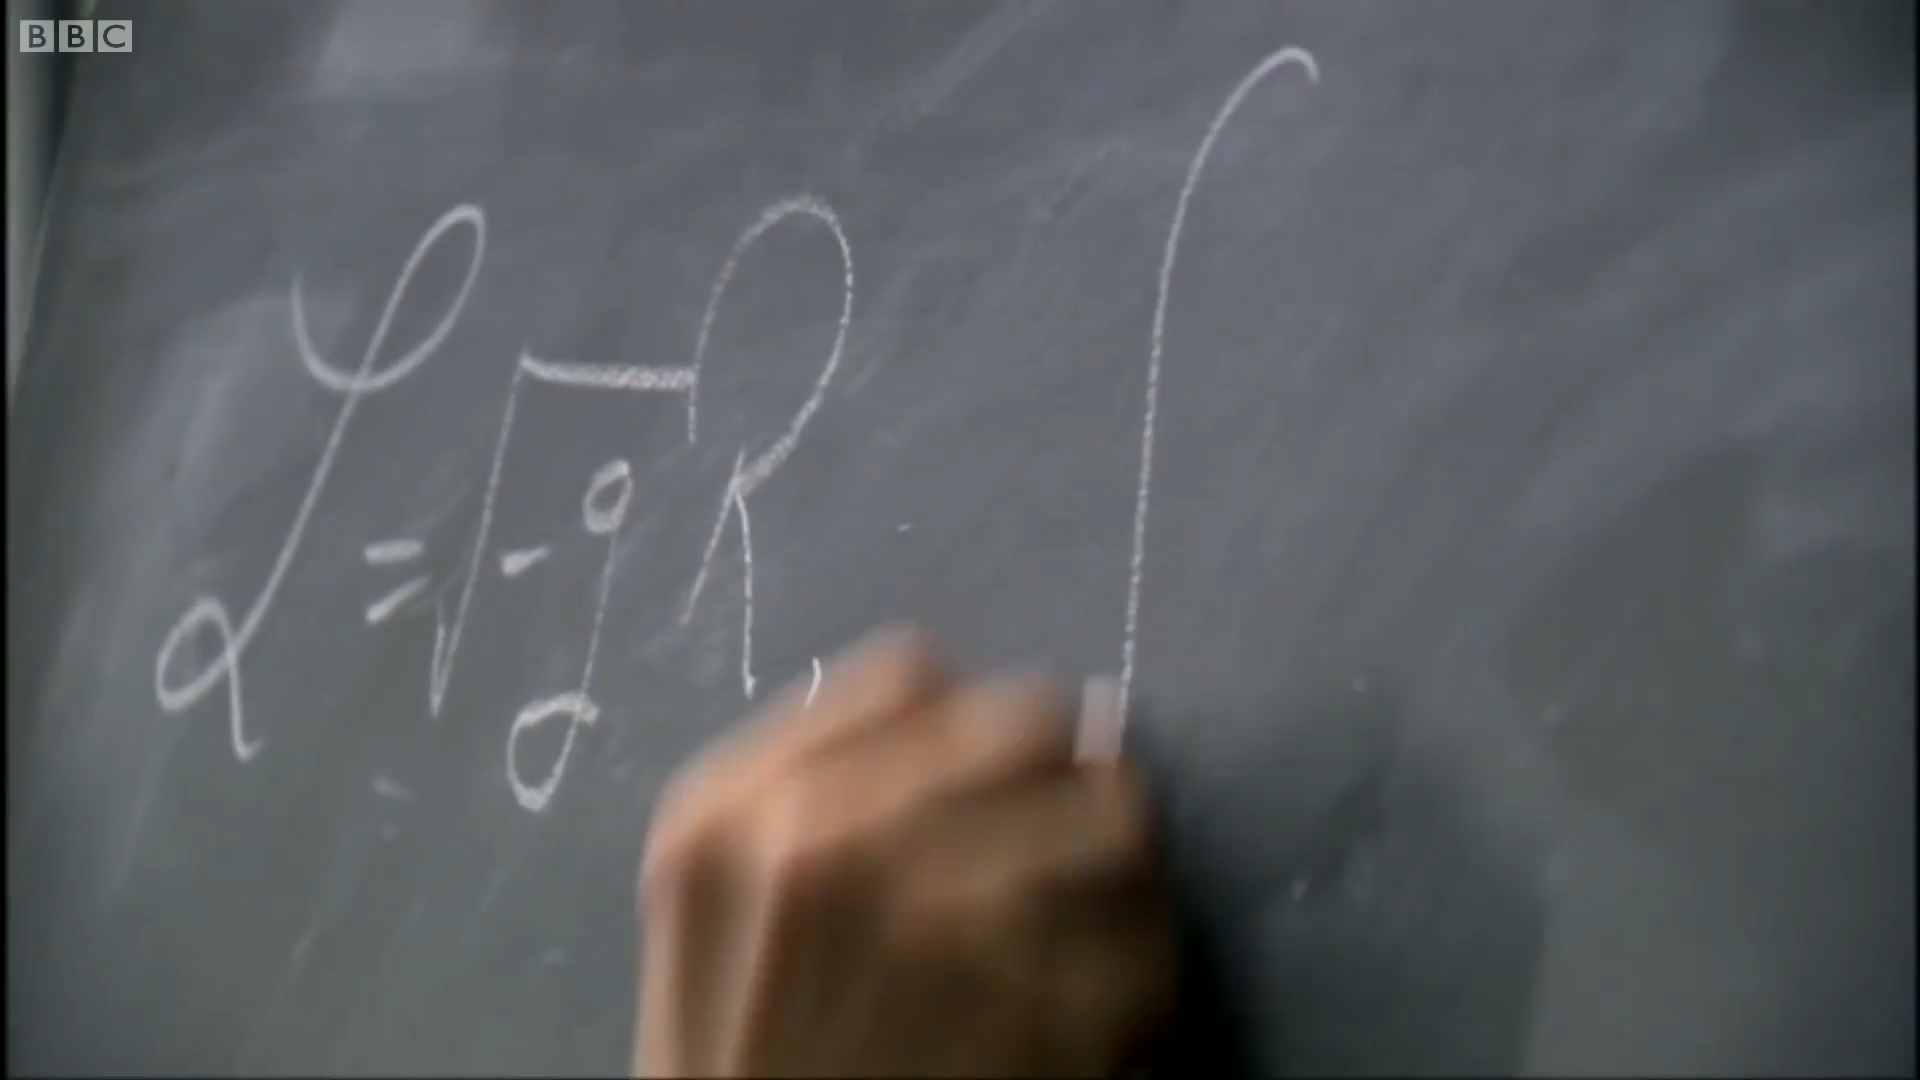 BBC
ℒ = √-g R, ∫